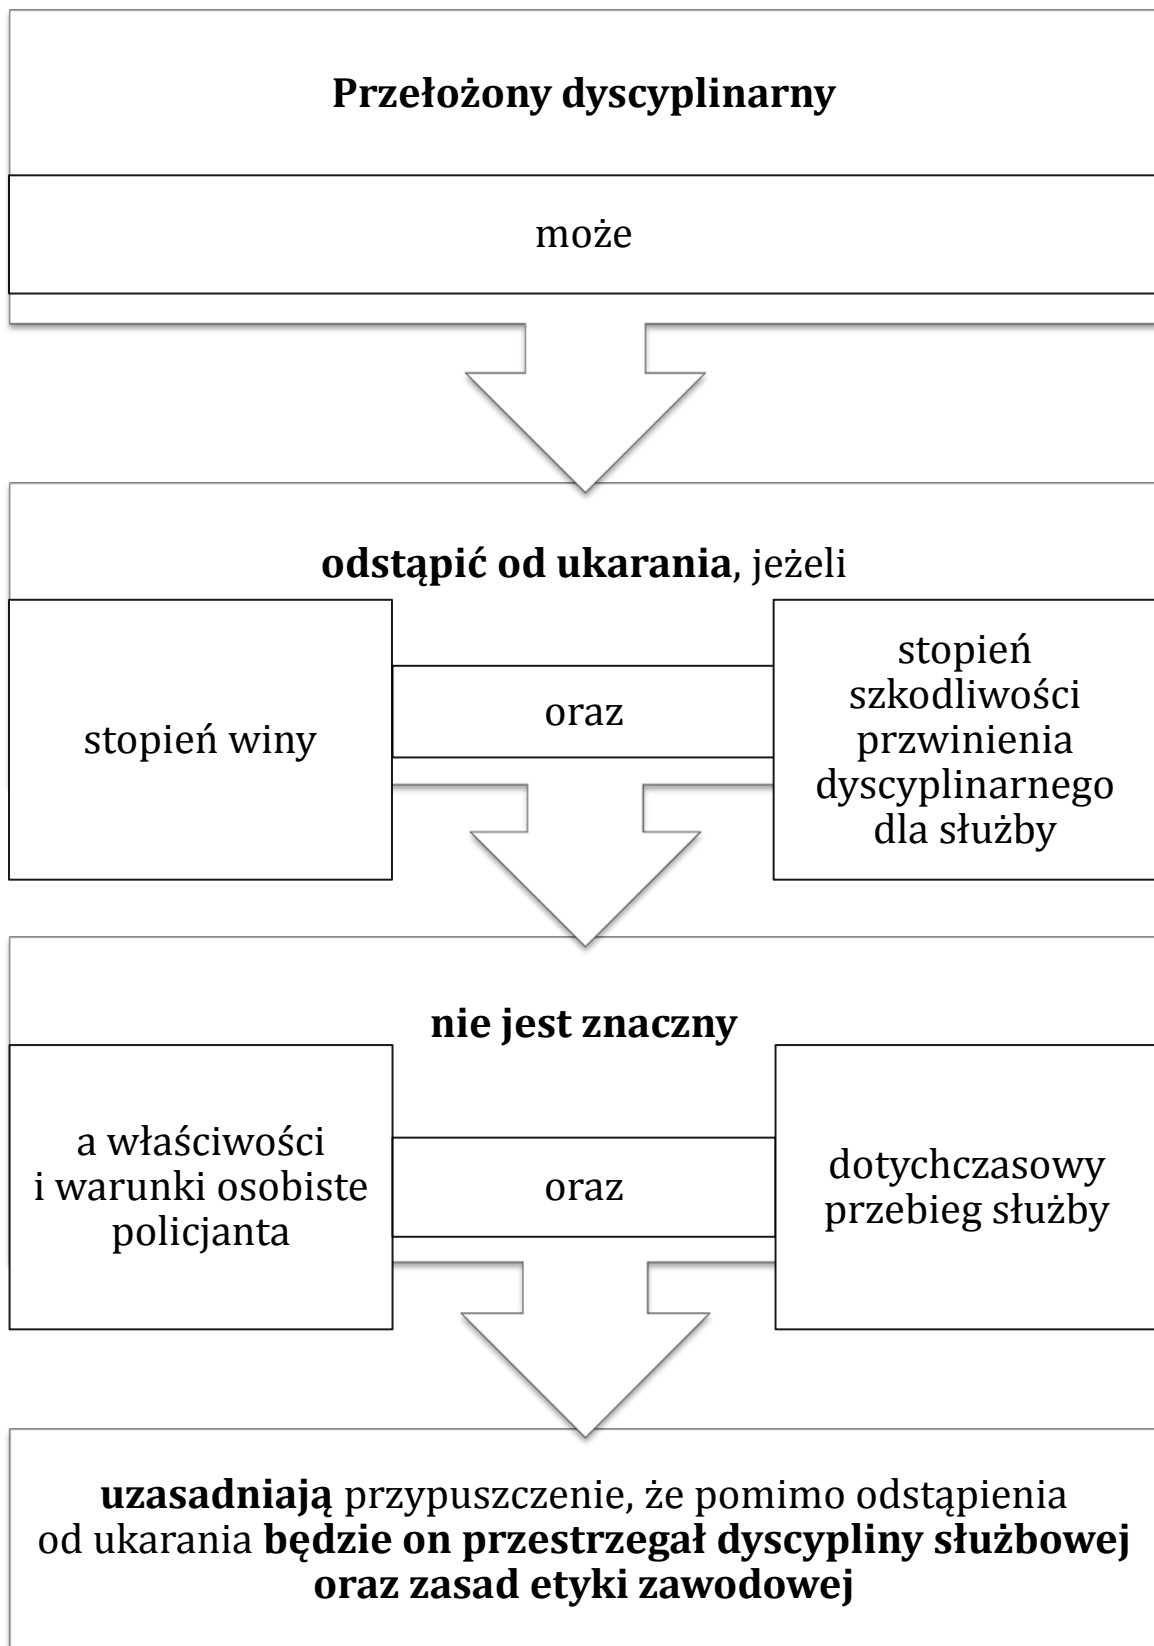 Przełożony dyscyplinarny
może
odstąpić od ukarania, jeżeli
stopień winy
oraz
stopień
szkodliwości
przwinienia
dyscyplinarnego
dla służby
nie jest znaczny
a właściwości
i warunki osobiste
policjanta
oraz
dotychczasowy
przebieg służby
uzasadniają przypuszczenie, że pomimo odstąpienia
od ukarania będzie on przestrzegał dyscypliny służbowej
oraz zasad etyki zawodowej